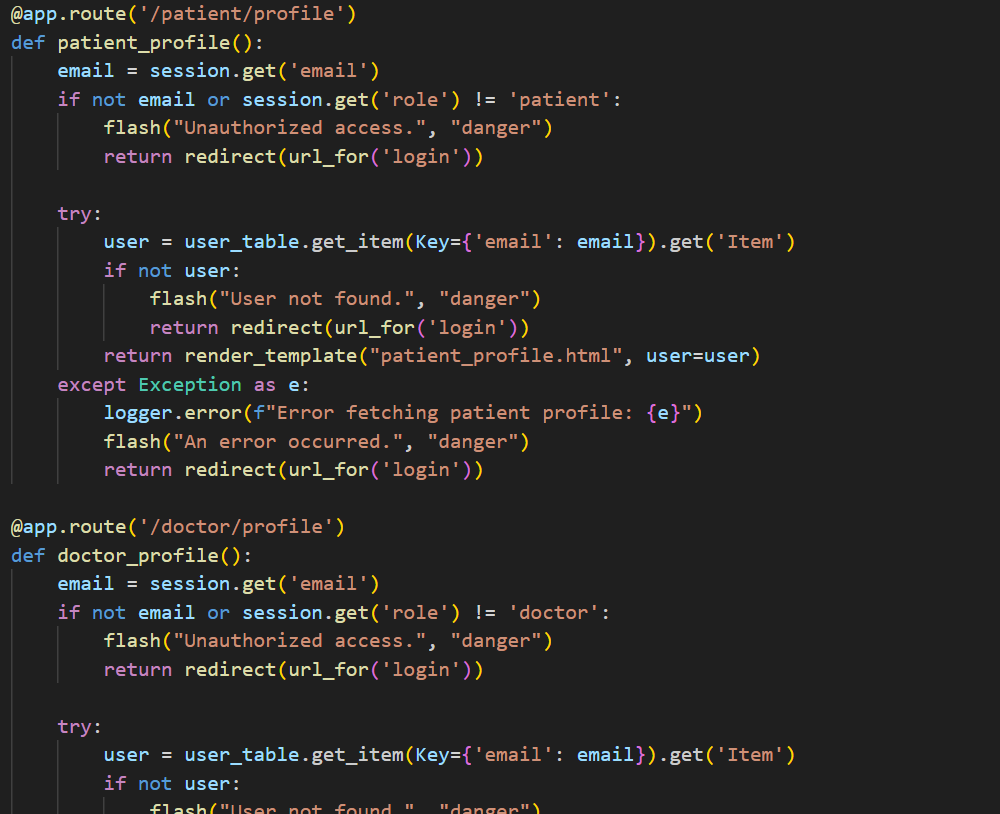 @app.route('/patient/profile')
def patient_profile():
    email = session.get('email')
    if not email or session.get('role') != 'patient':
        flash("Unauthorized access.", "danger")
        return redirect(url_for('login'))

    try:
        user = user_table.get_item(Key={'email': email}).get('Item')
        if not user:
            flash("User not found.", "danger")
            return redirect(url_for('login'))
        return render_template("patient_profile.html", user=user)
    except Exception as e:
        logger.error(f"Error fetching patient profile: {e}")
        flash("An error occurred.", "danger")
        return redirect(url_for('login'))

@app.route('/doctor/profile')
def doctor_profile():
    email = session.get('email')
    if not email or session.get('role') != 'doctor':
        flash("Unauthorized access.", "danger")
        return redirect(url_for('login'))

    try:
        user = user_table.get_item(Key={'email': email}).get('Item')
        if not user:
            flash("User not found.", "danger")